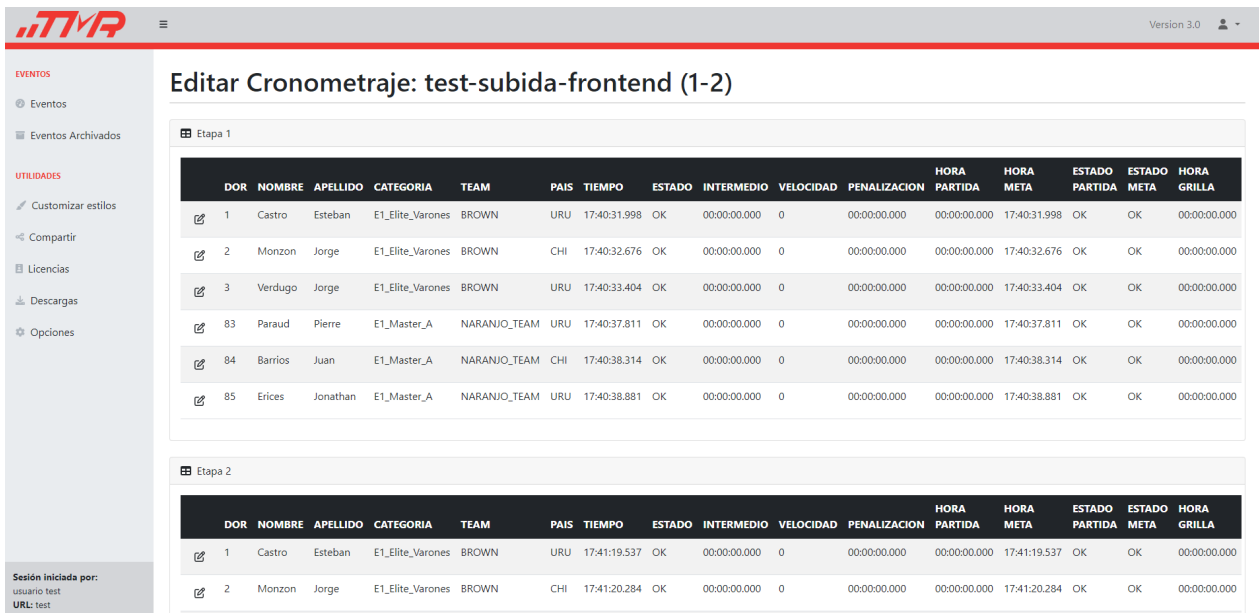 TMR
Version 3.0
EVENTOS
Eventos
Eventos Archivados
UTILIDADES
Customizar estilos
Compartir
Licencias
Descargas
Opciones
Sesión iniciada por:
usuario test
URL: test
Editar Cronometraje: test-subida-frontend (1-2)
Etapa 1
DOR NOMBRE APELLIDO CATEGORIA TEAM PAIS TIEMPO ESTADO INTERMEDIO VELOCIDAD PENALIZACION HORA PARTIDA HORA META ESTADO PARTIDA ESTADO META HORA GRILLA
1 Castro Esteban E1_Elite_Varones BROWN URU 17:40:31.998 OK 00:00:00.000 0 00:00:00.000 00:00:00.000 17:40:31.998 OK OK 00:00:00.000
2 Monzon Jorge E1_Elite_Varones BROWN CHI 17:40:32.676 OK 00:00:00.000 0 00:00:00.000 00:00:00.000 17:40:32.676 OK OK 00:00:00.000
3 Verdugo Jorge E1_Elite_Varones BROWN URU 17:40:33.404 OK 00:00:00.000 0 00:00:00.000 00:00:00.000 17:40:33.404 OK OK 00:00:00.000
83 Paraud Pierre E1_Master_A NARANJO_TEAM URU 17:40:37.811 OK 00:00:00.000 0 00:00:00.000 00:00:00.000 17:40:37.811 OK OK 00:00:00.000
84 Barrios Juan E1_Master_A NARANJO_TEAM CHI 17:40:38.314 OK 00:00:00.000 0 00:00:00.000 00:00:00.000 17:40:38.314 OK OK 00:00:00.000
85 Erices Jonathan E1_Master_A NARANJO_TEAM URU 17:40:38.881 OK 00:00:00.000 0 00:00:00.000 00:00:00.000 17:40:38.881 OK OK 00:00:00.000
Etapa 2
DOR NOMBRE APELLIDO CATEGORIA TEAM PAIS TIEMPO ESTADO INTERMEDIO VELOCIDAD PENALIZACION HORA PARTIDA HORA META ESTADO PARTIDA ESTADO META HORA GRILLA
1 Castro Esteban E1_Elite_Varones BROWN URU 17:41:19.537 OK 00:00:00.000 0 00:00:00.000 00:00:00.000 17:41:19.537 OK OK 00:00:00.000
2 Monzon Jorge E1_Elite_Varones BROWN CHI 17:41:20.284 OK 00:00:00.000 0 00:00:00.000 00:00:00.000 17:41:20.284 OK OK 00:00:00.000